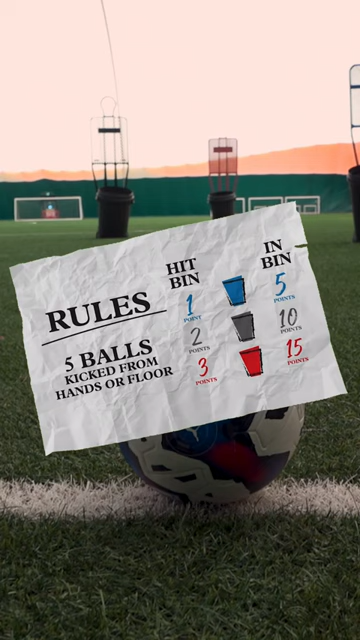 HIT BIN
IN BIN
RULES
1 POINT
5 POINTS
2 POINTS
10 POINTS
3 POINTS
15 POINTS
5 BALLS
KICKED FROM
HANDS OR FLOOR